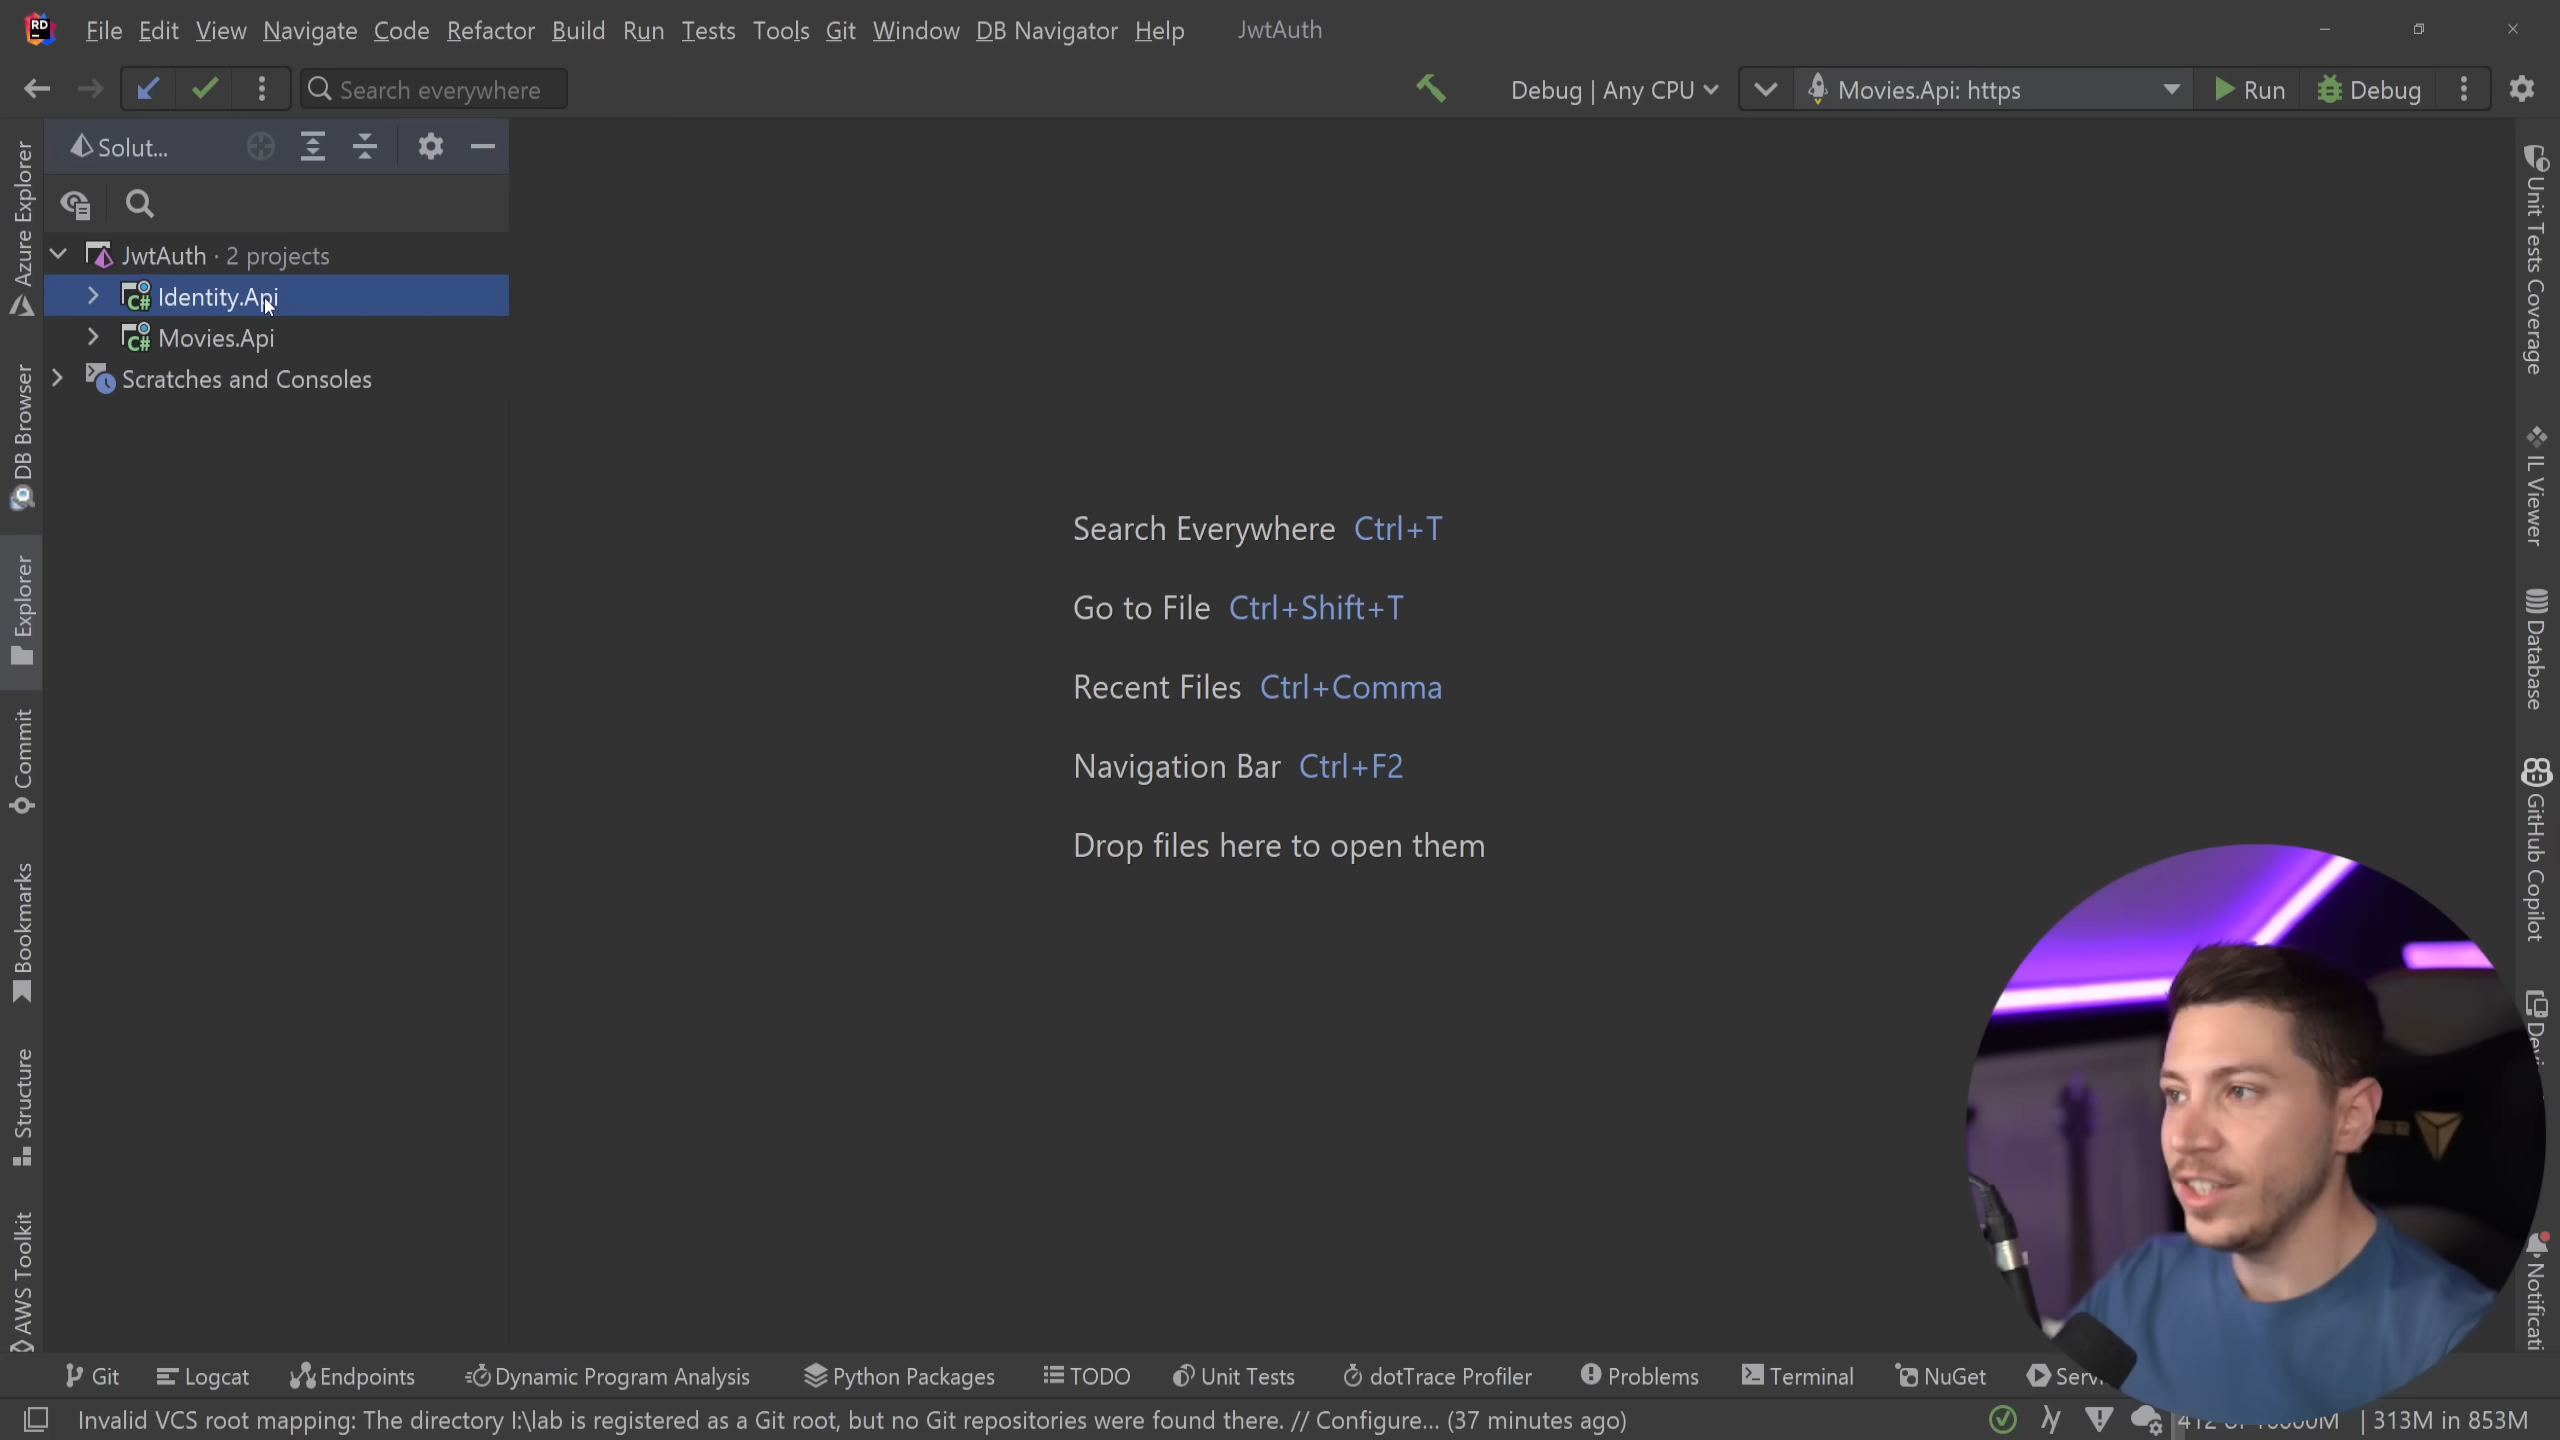 RD
File Edit View Navigate Code Refactor Build Run Tests Tools Git Window DB Navigator Help JwtAuth
Search everywhere
Debug | Any CPU
Movies.Api: https
Run
Debug
Solut...
JwtAuth · 2 projects
C# Identity.Api
C# Movies.Api
Scratches and Consoles
Azure Explorer
DB Browser
Explorer
Commit
Bookmarks
Structure
AWS Toolkit
Search Everywhere Ctrl+T
Go to File Ctrl+Shift+T
Recent Files Ctrl+Comma
Navigation Bar Ctrl+F2
Drop files here to open them
Unit Tests Coverage
IL Viewer
Database
GitHub Copilot
Notificati
Git Logcat Endpoints Dynamic Program Analysis Python Packages TODO Unit Tests dotTrace Profiler Problems Terminal NuGet
Invalid VCS root mapping: The directory I:\lab is registered as a Git root, but no Git repositories were found there. // Configure... (37 minutes ago)
313M in 853M